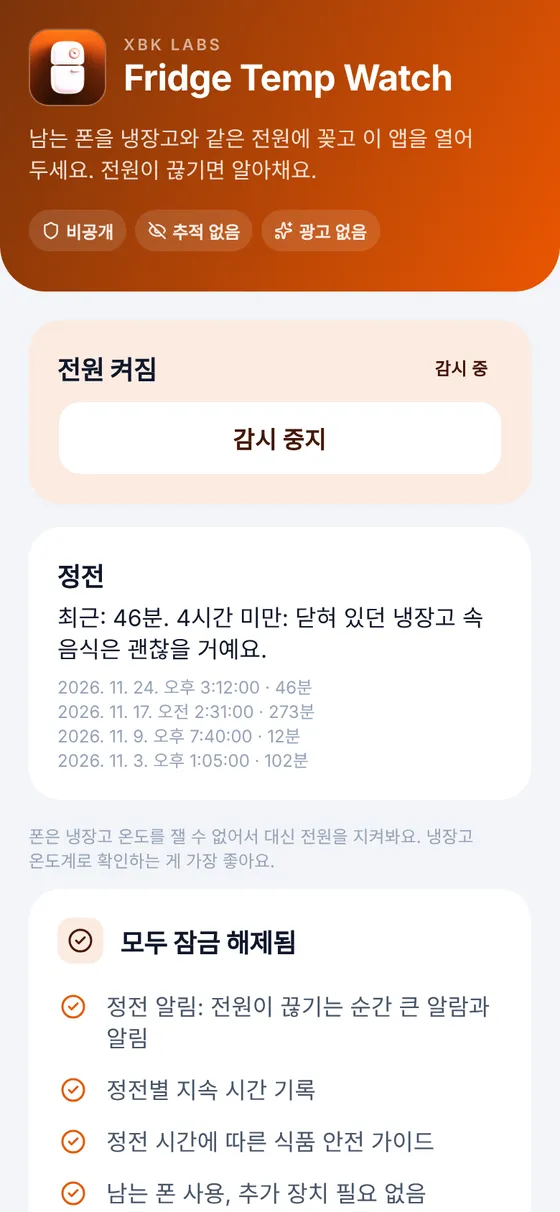 XBK LABS
Fridge Temp Watch
남는 폰을 냉장고와 같은 전원에 꽂고 이 앱을 열어
두세요. 전원이 끊기면 알아채요.
비공개
추적 없음
광고 없음
전원 켜짐
감시 중
감시 중지
정전
최근: 46분. 4시간 미만: 닫혀 있던 냉장고 속
음식은 괜찮을 거예요.
2026. 11. 24. 오후 3:12:00 · 46분
2026. 11. 17. 오전 2:31:00 · 273분
2026. 11. 9. 오후 7:40:00 · 12분
2026. 11. 3. 오후 1:05:00 · 102분
폰은 냉장고 온도를 잴 수 없어서 대신 전원을 지켜봐요. 냉장고
온도계로 확인하는 게 가장 좋아요.
모두 잠금 해제됨
정전 알림: 전원이 끊기는 순간 큰 알람과
알림
정전별 지속 시간 기록
정전 시간에 따른 식품 안전 가이드
남는 폰 사용, 추가 장치 필요 없음